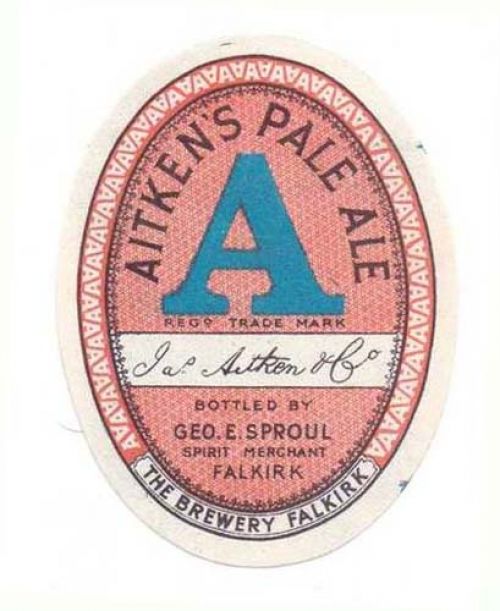 AITKEN'S PALE ALE
A
REGD TRADE MARK
Jas. Aitken & Co
BOTTLED BY
GEO. E. SPROUL
SPIRIT MERCHANT
FALKIRK
THE BREWERY FALKIRK